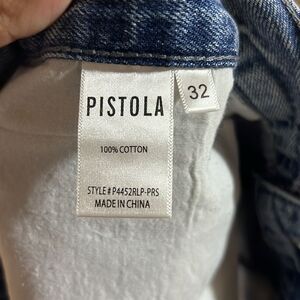 PISTOLA
32
100% COTTON
STYLE# P4452RLP-PRS
MADE IN CHINA